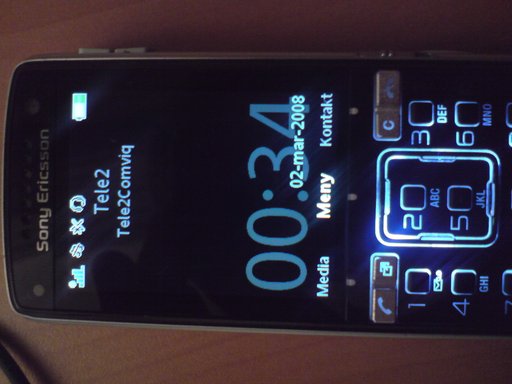 Sony Ericsson
Tele2
Tele2Comviq
00:34
02-mar-2008
Media Meny Kontakt
C
1 2 ABC 3 DEF
4 GHI 5 JKL 6 MNO
7